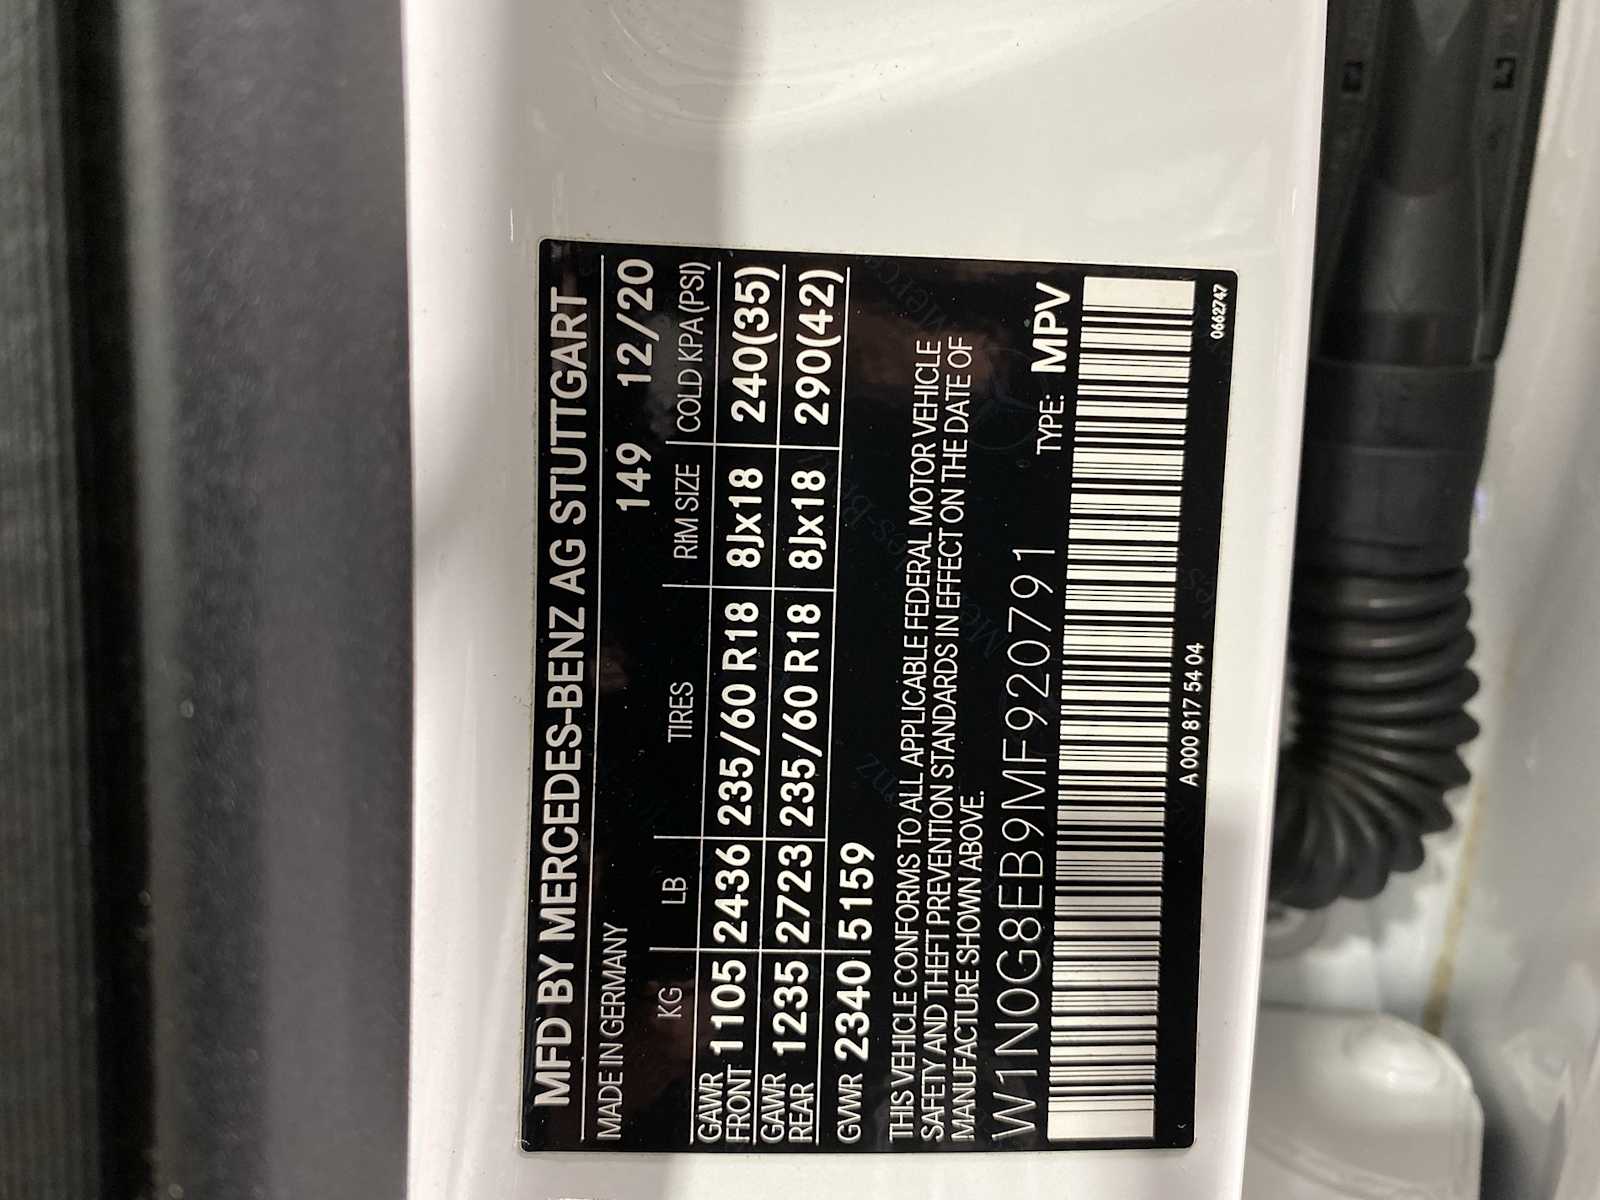 MFD BY MERCEDES-BENZ AG STUTTGART
MADE IN GERMANY 149 12/20
KG LB TIRES RIM SIZE COLD KPA (PSI)
GAWR FRONT 1105 2436 235/60 R18 8Jx18 240(35)
GAWR REAR 1235 2723 235/60 R18 8Jx18 290(42)
GVWR 2340 5159
THIS VEHICLE CONFORMS TO ALL APPLICABLE FEDERAL MOTOR VEHICLE
SAFETY AND THEFT PREVENTION STANDARDS IN EFFECT ON THE DATE OF
MANUFACTURE SHOWN ABOVE.
W1N0G8EB9MF920791 TYPE: MPV
A 000 817 54 04 0662747